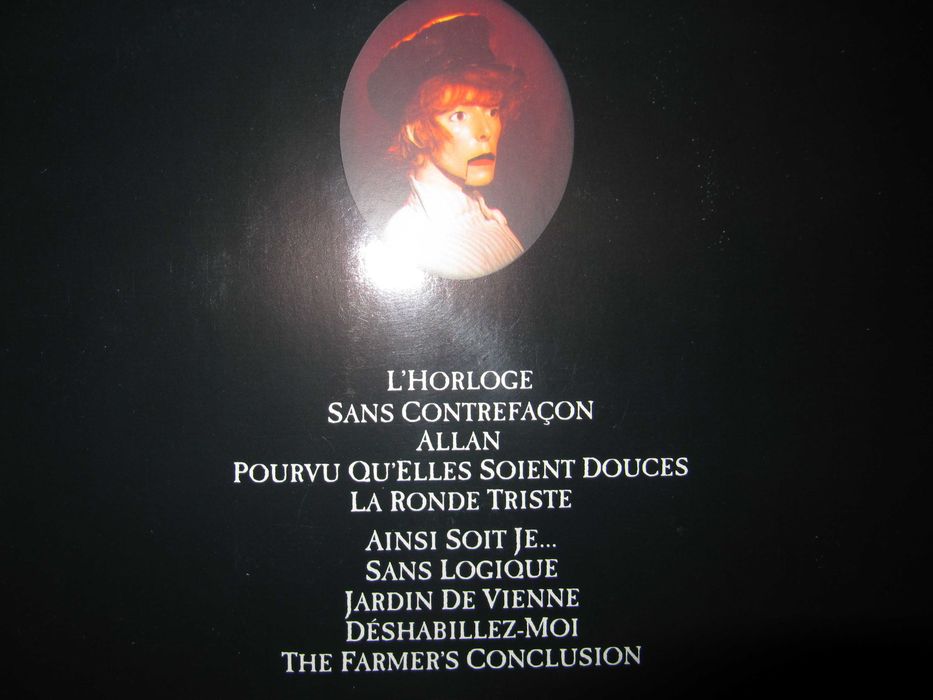 L'HORLOGE
SANS CONTREFAÇON
ALLAN
POURVU QU'ELLES SOIENT DOUCES
LA RONDE TRISTE
AINSI SOIT JE...
SANS LOGIQUE
JARDIN DE VIENNE
DÉSHABILLEZ-MOI
THE FARMER'S CONCLUSION